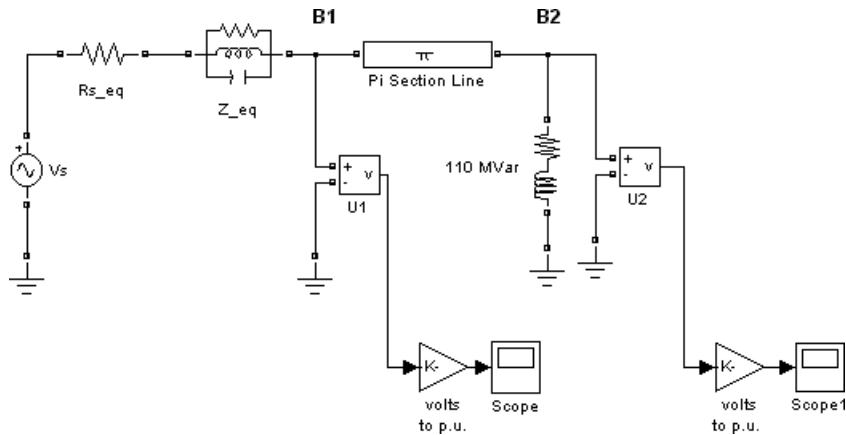 B1
B2
Rs_eq
Z_eq
Pi Section Line
π
+
Vs
+
-
v
U1
110 MVar
+
-
v
U2
K-
volts
to p.u.
Scope
K-
volts
to p.u.
Scope1